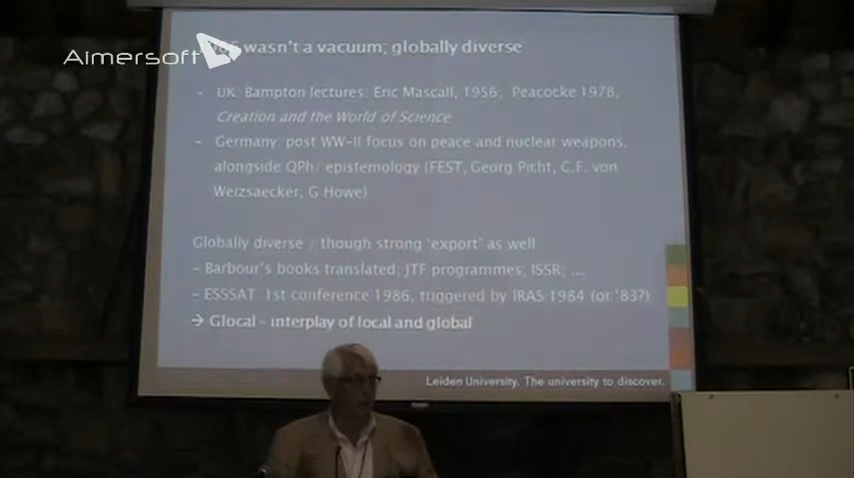 Aimersoft
wasn't a vacuum; globally diverse
- UK: Bampton lectures: Eric Mascall, 1956; Peacocke 1978,
Creation and the World of Science
- Germany: post WW-II focus on peace and nuclear weapons,
alongside QPh/ epistemology (FEST, Georg Picht, C.F. von
Weizsaecker, G Howe)
Globally diverse / though strong 'export' as well
- Barbour's books translated; JTF programmes; ISSR; ...
- ESSSAT: 1st conference 1986, triggered by IRAS 1984 (or '83?)
→ Glocal - interplay of local and global
Leiden University. The university to discover.